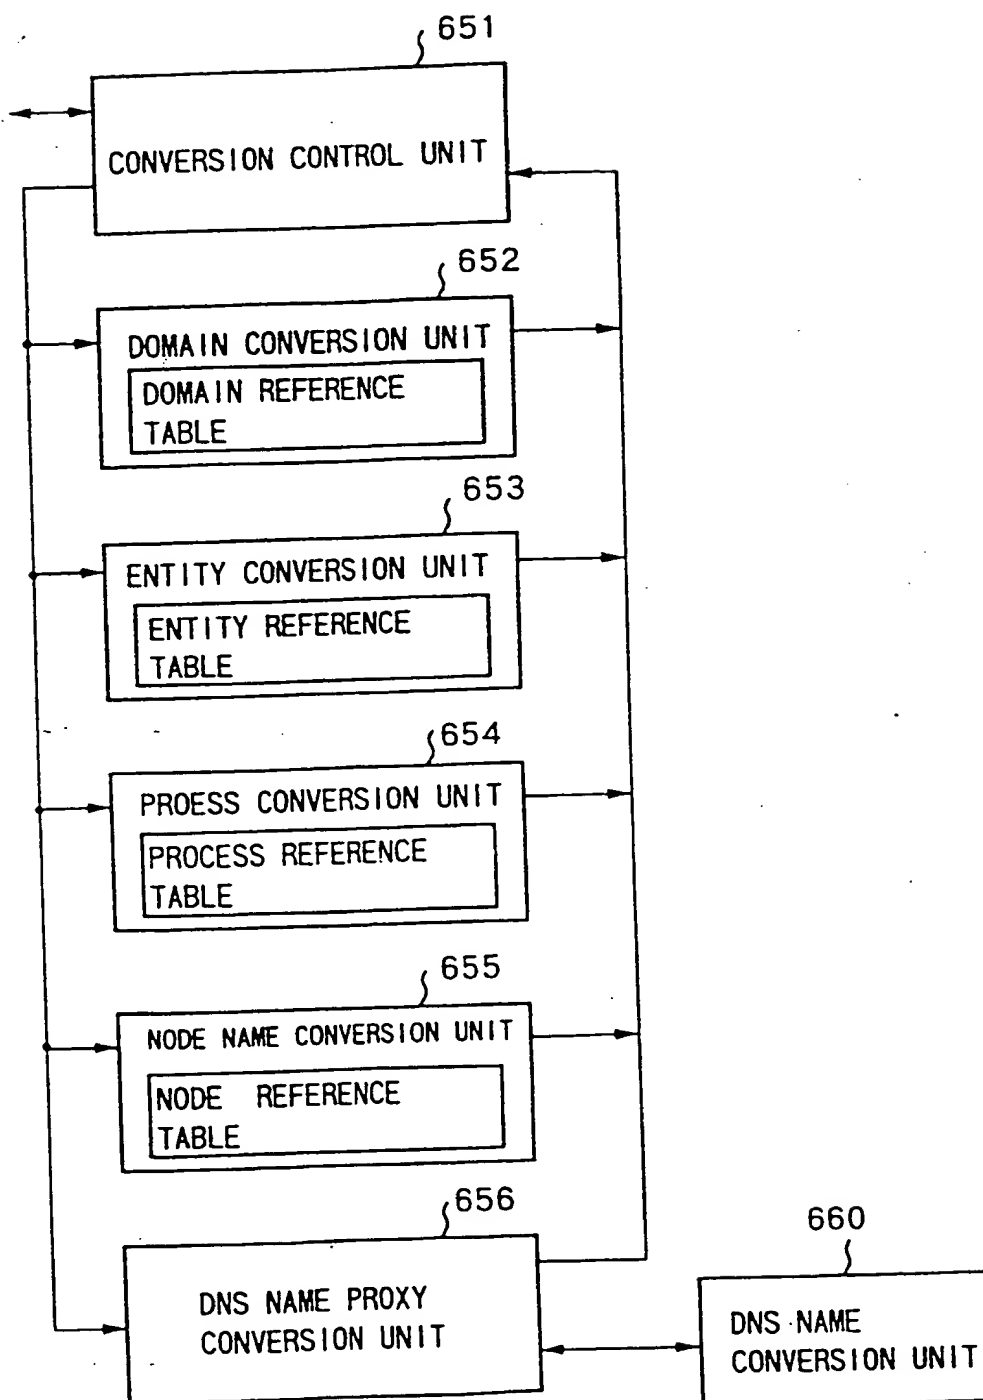 651
CONVERSION CONTROL UNIT
652
DOMAIN CONVERSION UNIT
DOMAIN REFERENCE
TABLE
653
ENTITY CONVERSION UNIT
ENTITY REFERENCE
TABLE
654
PROESS CONVERSION UNIT
PROCESS REFERENCE
TABLE
655
NODE NAME CONVERSION UNIT
NODE REFERENCE
TABLE
656
DNS NAME PROXY
CONVERSION UNIT
660
DNS NAME
CONVERSION UNIT